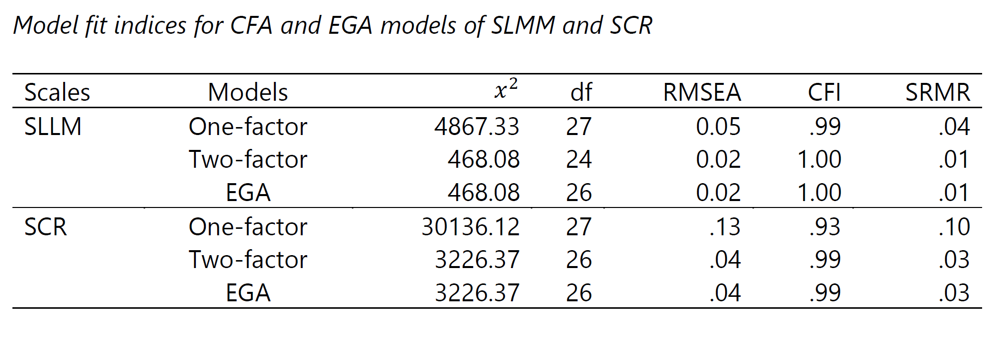 Model fit indices for CFA and EGA models of SLMM and SCR
Scales Models x² df RMSEA CFI SRMR
SLLM One-factor 4867.33 27 0.05 .99 .04
Two-factor 468.08 24 0.02 1.00 .01
EGA 468.08 26 0.02 1.00 .01
SCR One-factor 30136.12 27 .13 .93 .10
Two-factor 3226.37 26 .04 .99 .03
EGA 3226.37 26 .04 .99 .03